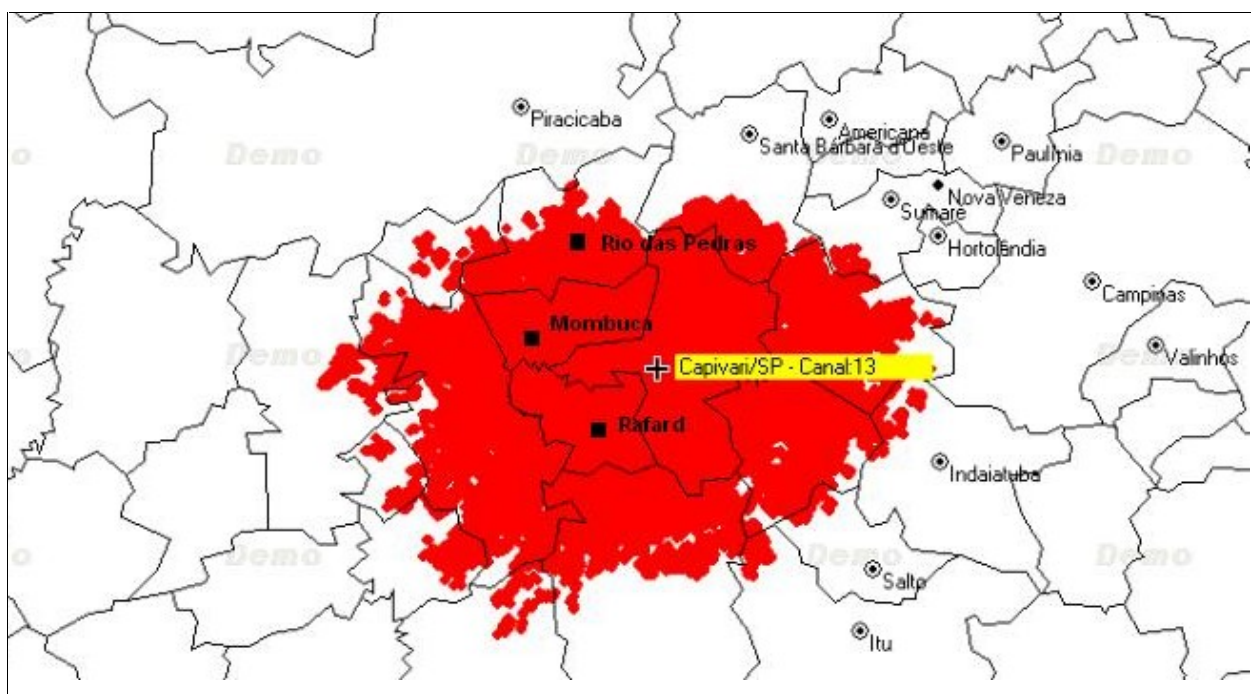 Piracicaba
Americana
Santa Bárbara d'Oeste
Paulínia
Demo
Demo
Demo
Demo
Nova Veneza
Sumare
Rio das Pedras
Hortolândia
Campinas
Mombuca
Valinhos
Capivari/SP - Canal:13
Rafard
Indaiatuba
Demo
Demo
Demo
Demo
Salto
Itu